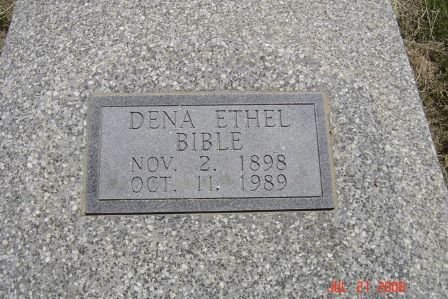 DENA ETHEL
BIBLE
NOV. 2. 1898
OCT. 11. 1989